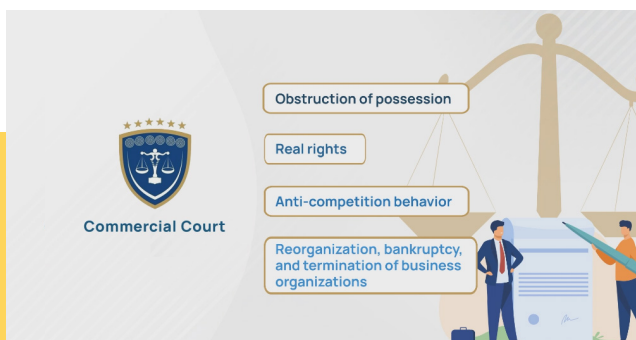 Commercial Court
Obstruction of possession
Real rights
Anti-competition behavior
Reorganization, bankruptcy,
and termination of business
organizations